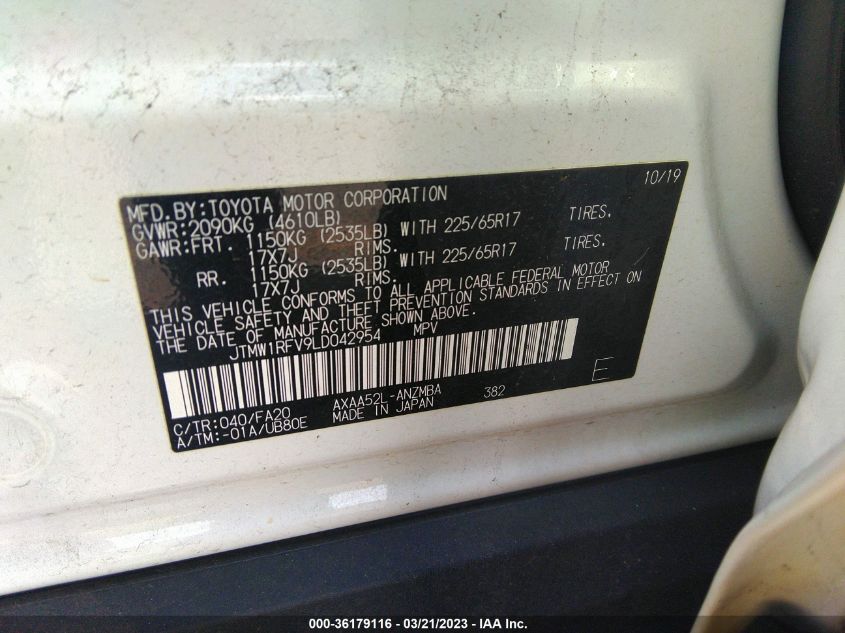 10/19
MFD.BY:TOYOTA MOTOR CORPORATION
GVWR:2090KG (4610LB)
GAWR:FRT. 1150KG (2535LB) WITH 225/65R17 TIRES.
17X7J RIMS.
RR. 1150KG (2535LB) WITH 225/65R17 TIRES.
17X7J RIMS.
THIS VEHICLE CONFORMS TO ALL APPLICABLE FEDERAL MOTOR
VEHICLE SAFETY AND THEFT PREVENTION STANDARDS IN EFFECT ON
THE DATE OF MANUFACTURE SHOWN ABOVE.
JTMW1RFV9LD042954 MPV
C/TR:040/FA20 AXAA52L-ANZMBA 382 E
A/TM:-01A/UB80E MADE IN JAPAN
000-36179116 – 03/21/2023 – IAA Inc.